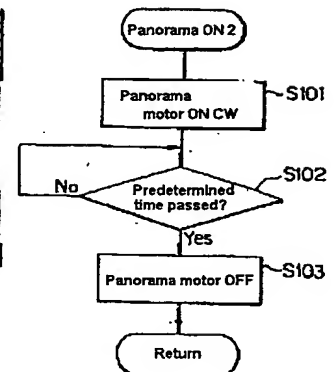 Panorama ON 2
Panorama
motor ON CW
S101
Predetermined
time passed?
S102
No
Yes
Panorama motor OFF
S103
Return